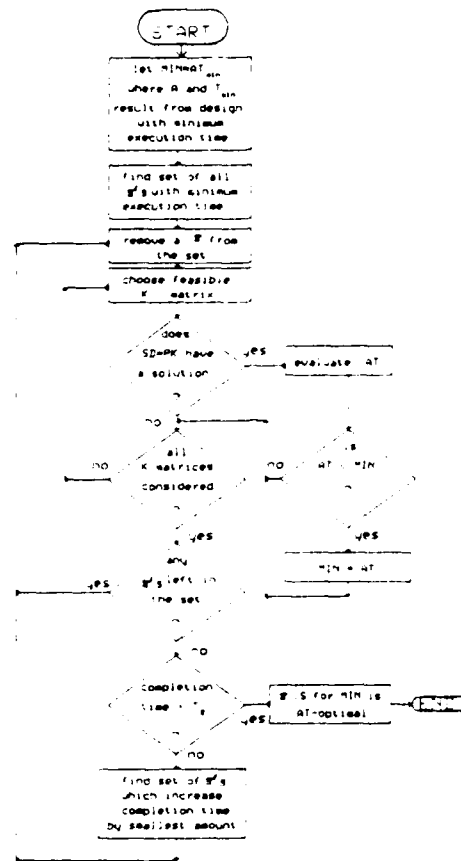 START
let MIN=AT min
where A and T min
result from design
with minimum
execution time
find set of all
with minimum
execution time
remove a from
the set
choose feasible
K matrix
does
SD=PK have
a solution
yes
evaluate AT
no
all
K matrices
considered
no
no
is
AT MIN
yes
yes
any
left in
the set
yes
MIN = AT
no
completion
time
yes
S for MIN is
AT-optimal
no
find set of
which increase
completion time
by smallest amount